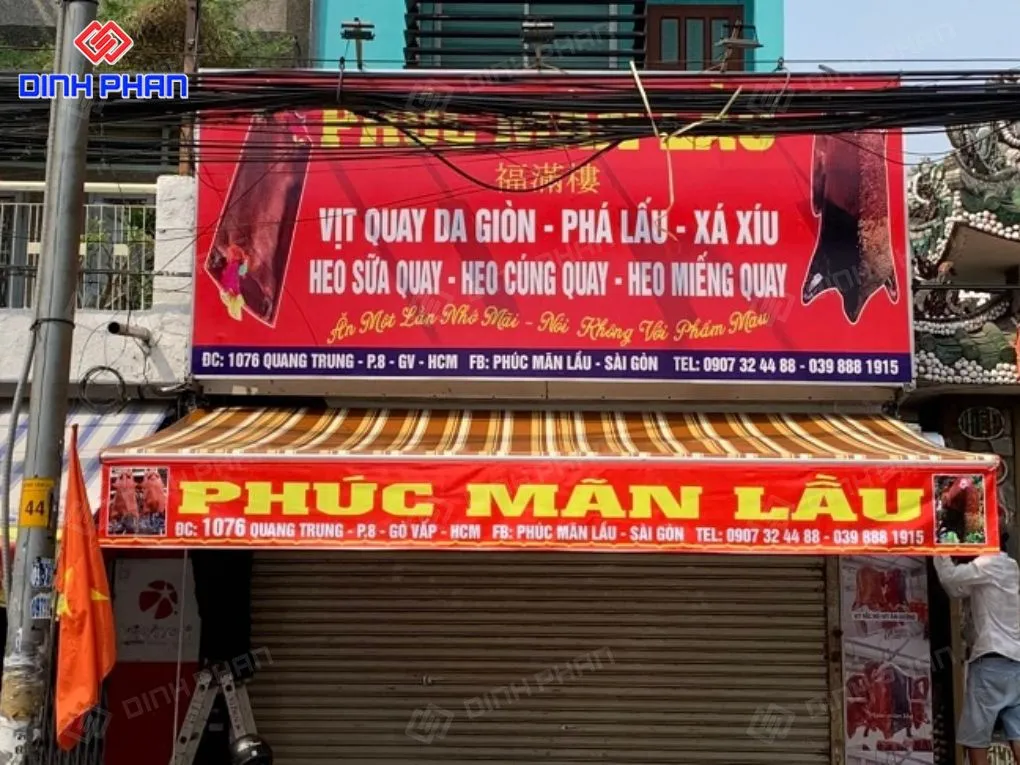 DINH PHAN
PHÚC MÃN LẦU
福滿樓
VỊT QUAY DA GIÒN - PHÁ LẤU - XÁ XÍU
HEO SỮA QUAY - HEO CÚNG QUAY - HEO MIẾNG QUAY
Ăn Một Lần Nhớ Mãi - Nói Không Với Phẩm Màu
ĐC: 1076 QUANG TRUNG - P.8 - GV - HCM FB: PHÚC MÃN LẦU - SÀI GÒN TEL: 0907 32 44 88 - 039 888 1915
PHÚC MÃN LẦU
ĐC: 1076 QUANG TRUNG - P.8 - GÒ VẤP - HCM FB: PHÚC MÃN LẦU - SÀI GÒN TEL: 0907 32 44 88 - 039 888 1915
44